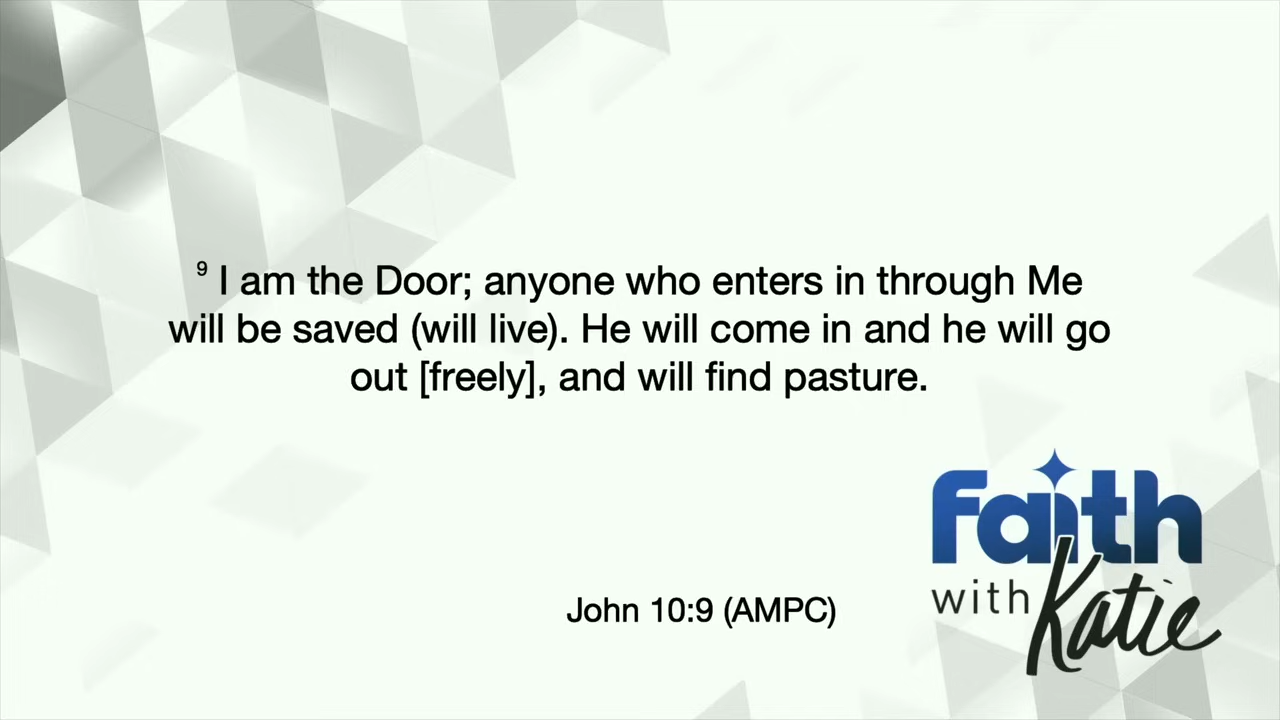 9 I am the Door; anyone who enters in through Me
will be saved (will live). He will come in and he will go
out [freely], and will find pasture.
John 10:9 (AMPC)
faith
with Katie